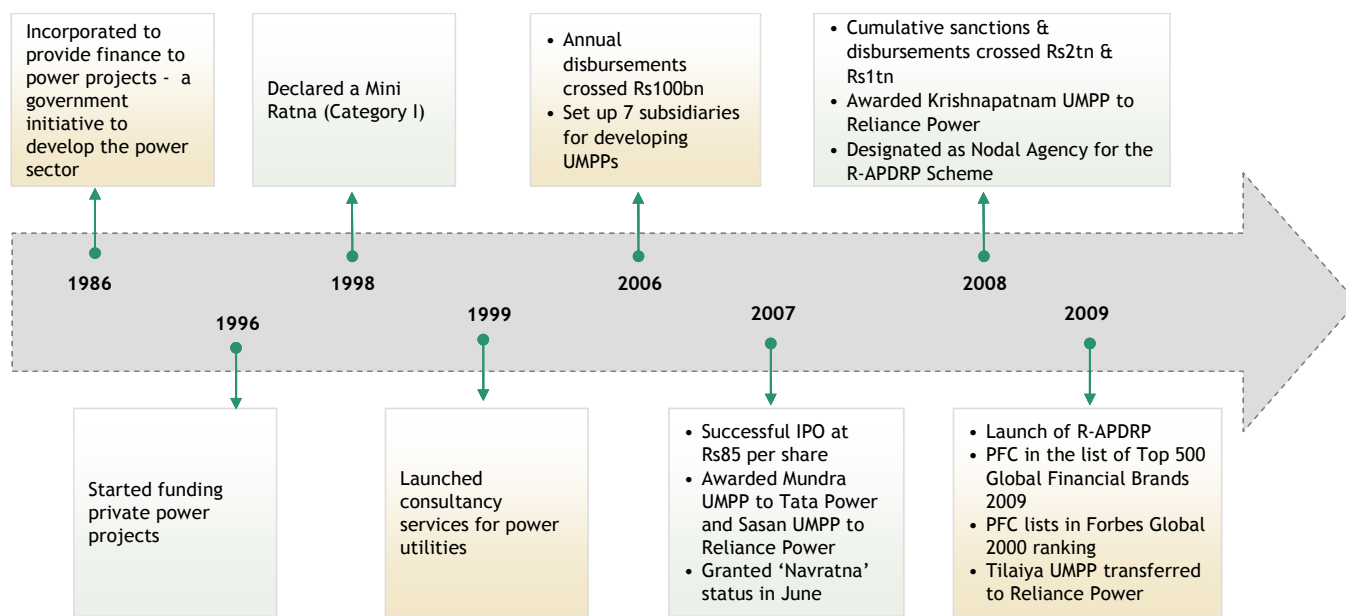 Incorporated to
provide finance to
power projects - a
government
initiative to
develop the power
sector
Declared a Mini
Ratna (Category I)
• Annual
disbursements
crossed Rs100bn
• Set up 7 subsidiaries
for developing
UMPPs
• Cumulative sanctions &
disbursements crossed Rs2tn &
Rs1tn
• Awarded Krishnapatnam UMPP to
Reliance Power
• Designated as Nodal Agency for the
R-APDRP Scheme
1986
1998
2006
2008
1996
1999
2007
2009
Started funding
private power
projects
Launched
consultancy
services for power
utilities
• Successful IPO at
Rs85 per share
• Awarded Mundra
UMPP to Tata Power
and Sasan UMPP to
Reliance Power
• Granted ‘Navratna’
status in June
• Launch of R-APDRP
• PFC in the list of Top 500
Global Financial Brands
2009
• PFC lists in Forbes Global
2000 ranking
• Tilaiya UMPP transferred
to Reliance Power